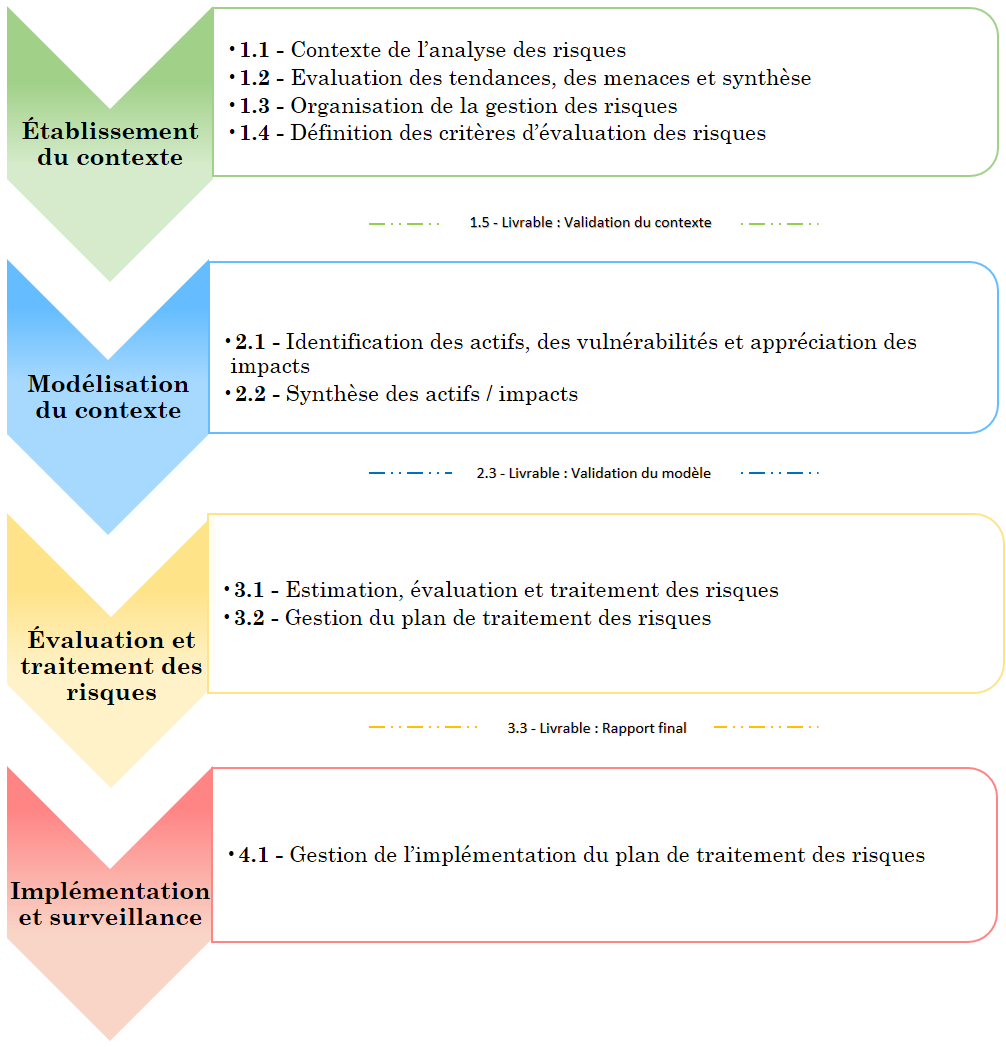 Établissement
du contexte
•1.1 - Contexte de l’analyse des risques
•1.2 - Evaluation des tendances, des menaces et synthèse
•1.3 - Organisation de la gestion des risques
•1.4 - Définition des critères d’évaluation des risques
1.5 - Livrable : Validation du contexte
Modélisation
du contexte
•2.1 - Identification des actifs, des vulnérabilités et appréciation des
impacts
•2.2 - Synthèse des actifs / impacts
2.3 - Livrable : Validation du modèle
Évaluation et
traitement des
risques
•3.1 - Estimation, évaluation et traitement des risques
•3.2 - Gestion du plan de traitement des risques
3.3 - Livrable : Rapport final
Implémentation
et surveillance
•4.1 - Gestion de l’implémentation du plan de traitement des risques